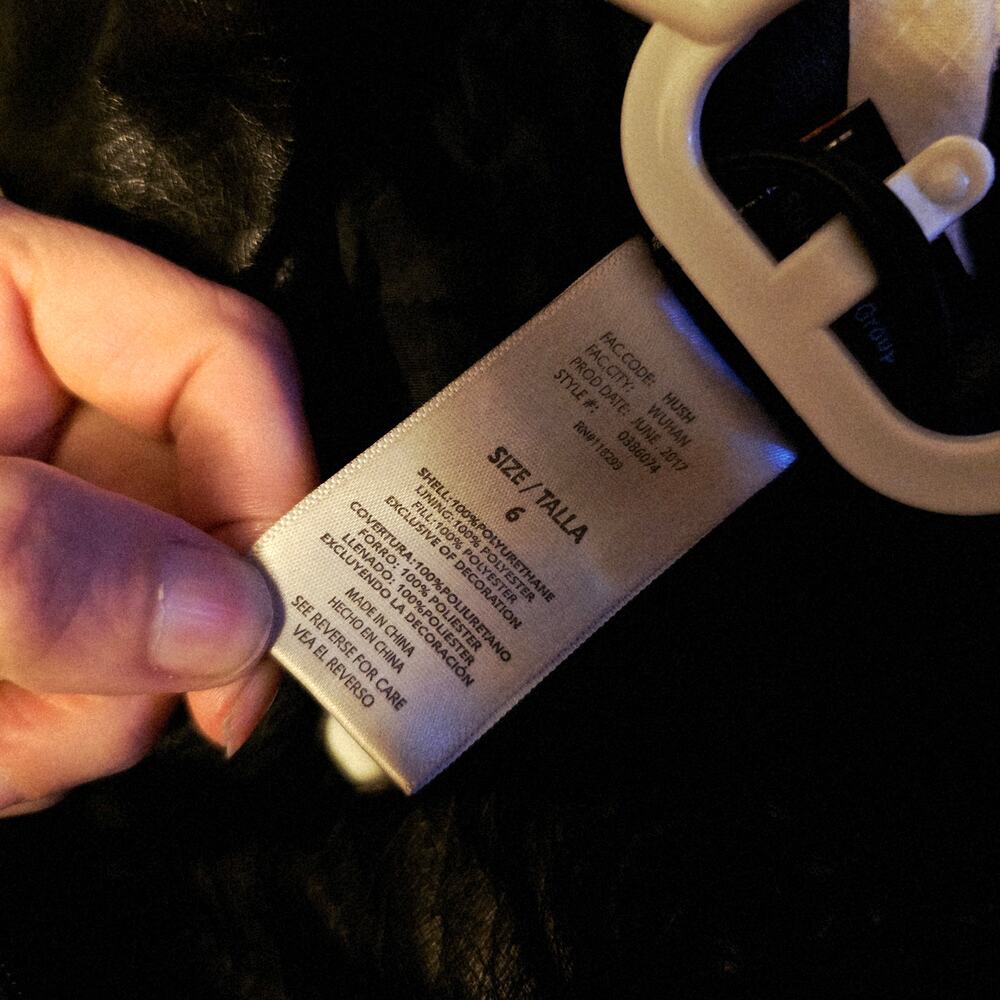 FAC.CODE: HUSH
FAC.CITY: WUHAN
PROD DATE: JUNE 2017
STYLE #: 0386074
RN#118299
SIZE / TALLA
6
SHELL:100%POLYURETHANE
LINING:100% POLYESTER
FILL:100% POLYESTER
EXCLUSIVE OF DECORATION
COVERTURA:100%POLIURETANO
FORRO: 100% POLIESTER
LLENADO: 100%POLIESTER
EXCLUYENDO LA DECORACIÓN
MADE IN CHINA
HECHO EN CHINA
SEE REVERSE FOR CARE
VEA EL REVERSO